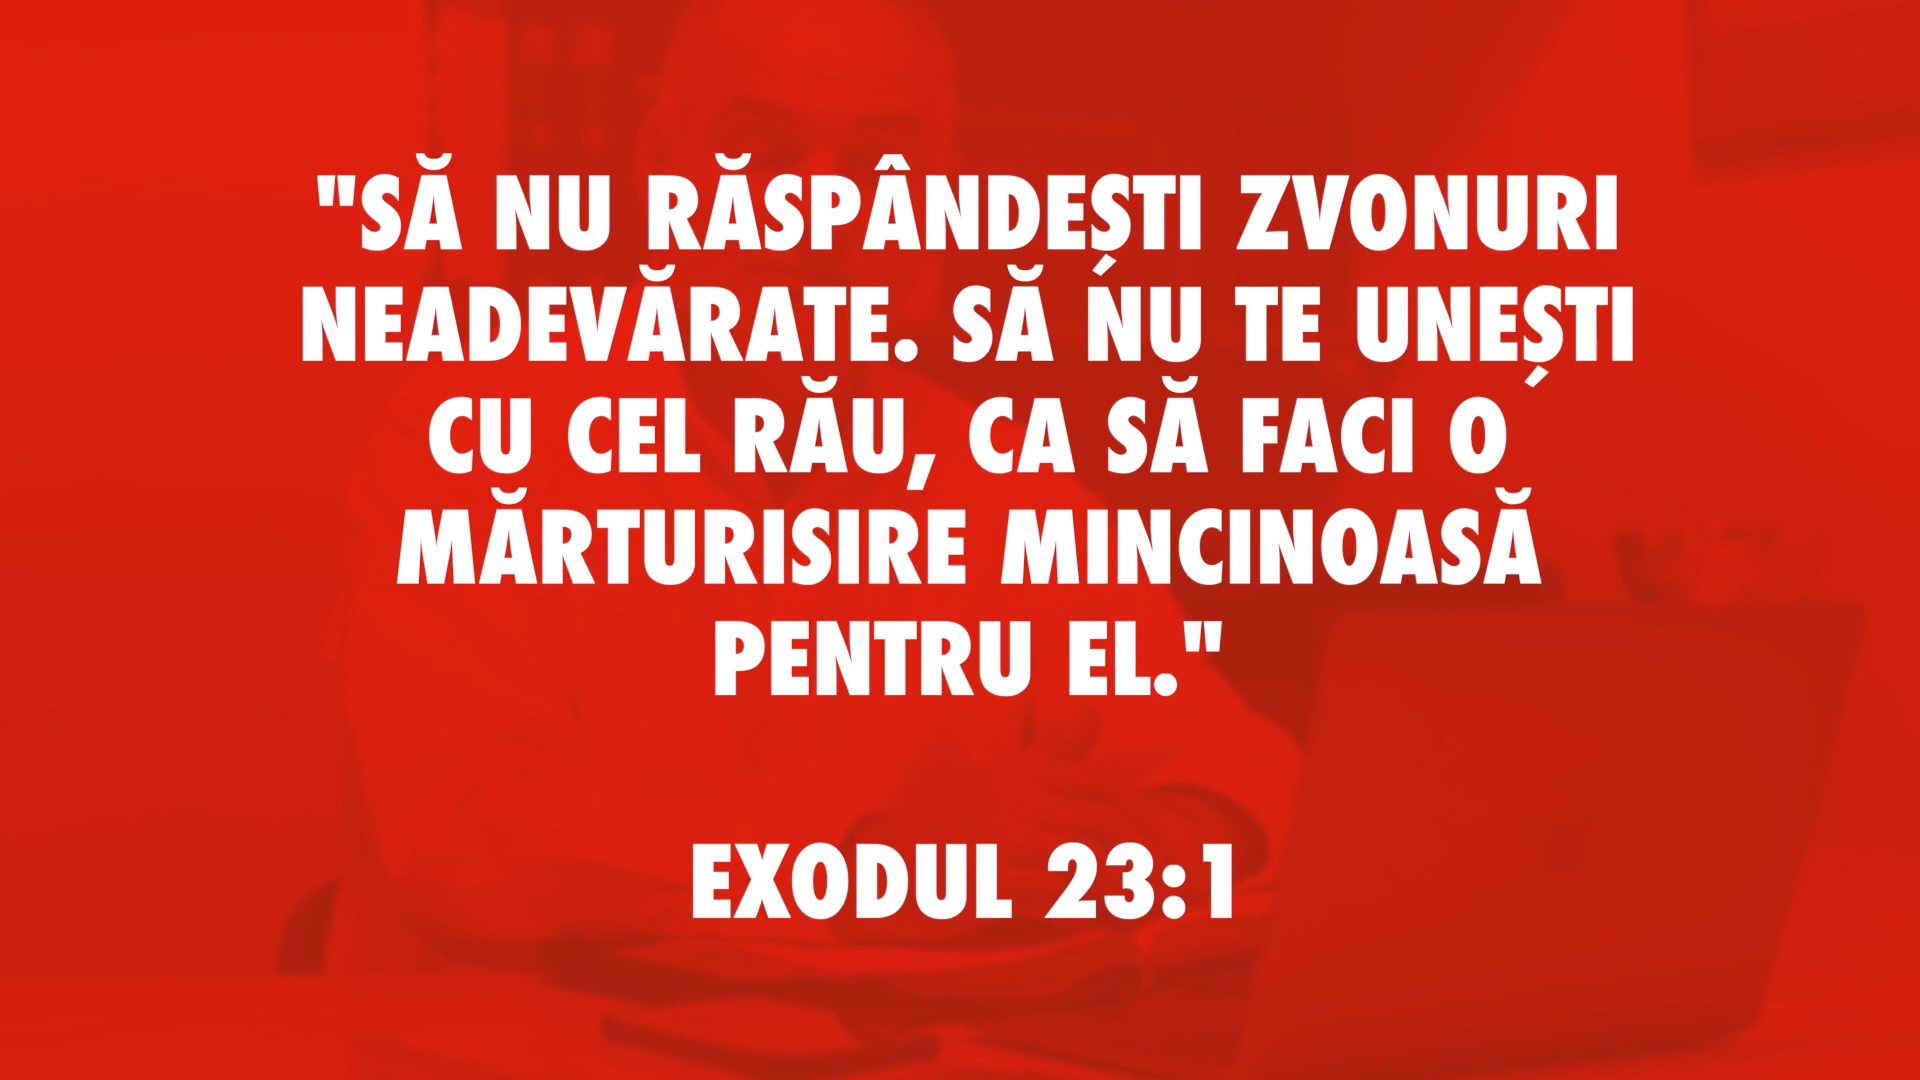 "SĂ NU RĂSPÂNDEȘTI ZVONURI
NEADEVĂRATE. SĂ NU TE UNEȘTI
CU CEL RĂU, CA SĂ FACI O
MĂRTURISIRE MINCINOASĂ
PENTRU EL."
EXODUL 23:1